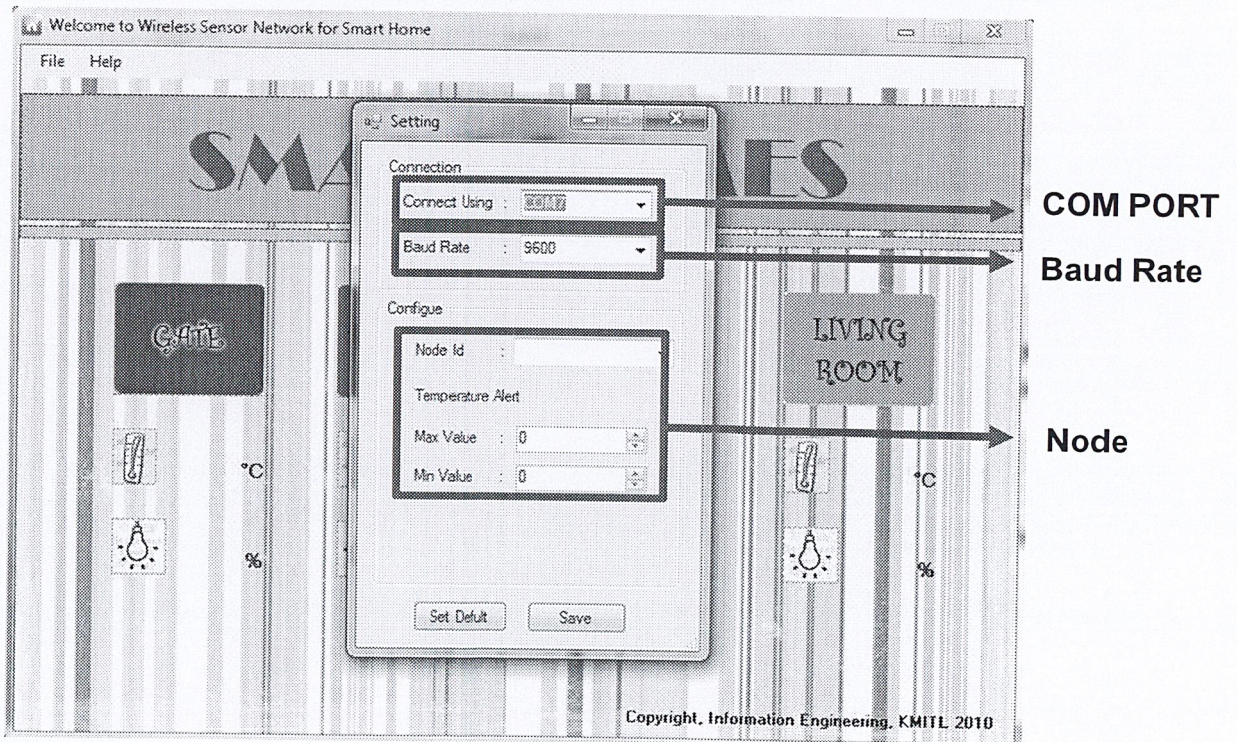 Welcome to Wireless Sensor Network for Smart Home
File Help
Setting
Connection
Connect Using : COM7
Baud Rate : 9600
Configue
Node Id :
Temperature Alert
Max Value : 0
Min Value : 0
Set Defult Save
GATE
LIVING
ROOM
°C
%
°C
%
COM PORT
Baud Rate
Node
Copyright, Information Engineering, KMITL 2010